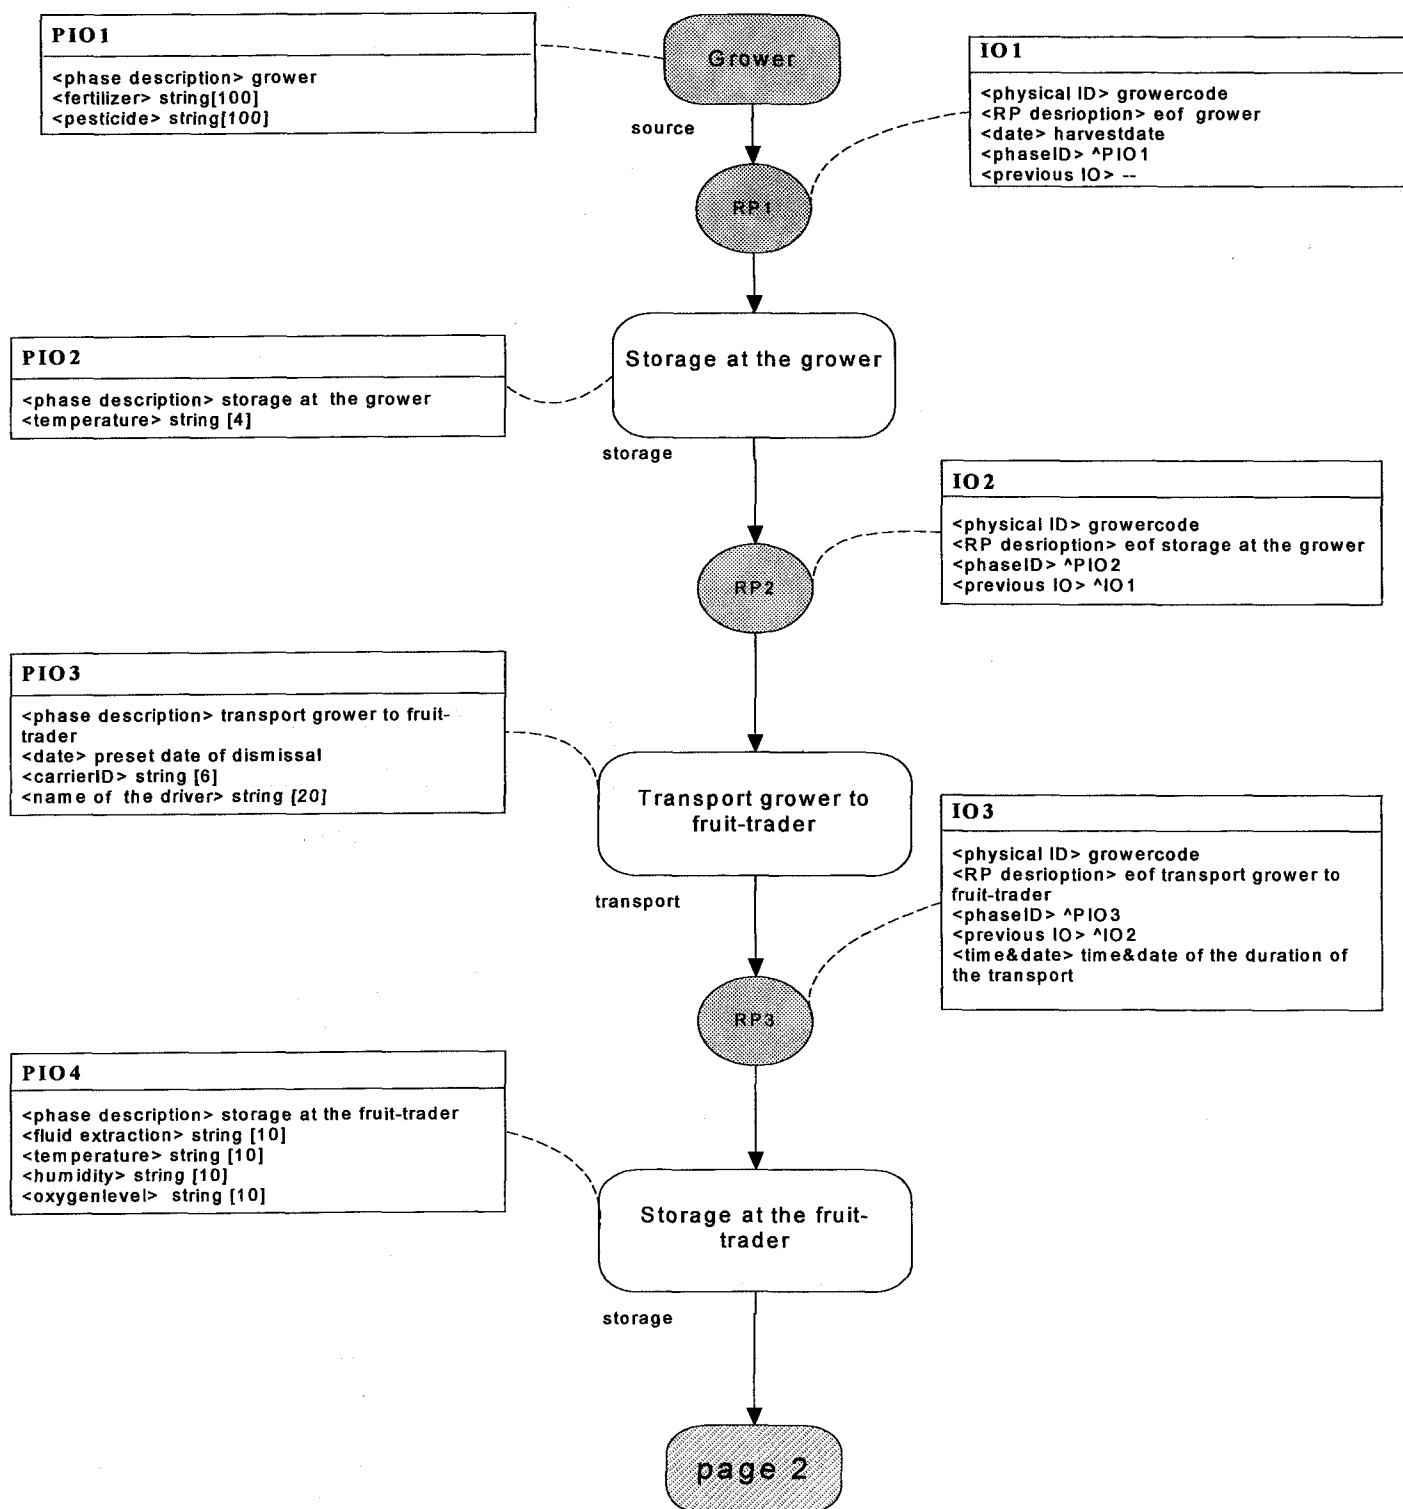 PIO1
<phase description> grower
<fertilizer> string[100]
<pesticide> string[100]
Grower
source
IO1
<physical ID> growercode
<RP desrioption> eof grower
<date> harvestdate
<phaseID> ^PIO1
<previous IO> --
RP1
Storage at the grower
storage
PIO2
<phase description> storage at the grower
<temperature> string [4]
IO2
<physical ID> growercode
<RP desrioption> eof storage at the grower
<phaseID> ^PIO2
<previous IO> ^IO1
RP2
PIO3
<phase description> transport grower to fruit-
trader
<date> preset date of dismissal
<carrierID> string [6]
<name of the driver> string [20]
Transport grower to
fruit-trader
transport
IO3
<physical ID> growercode
<RP desrioption> eof transport grower to
fruit-trader
<phaseID> ^PIO3
<previous IO> ^IO2
<time&date> time&date of the duration of
the transport
RP3
PIO4
<phase description> storage at the fruit-trader
<fluid extraction> string [10]
<temperature> string [10]
<humidity> string [10]
<oxygenlevel> string [10]
Storage at the fruit-
trader
storage
page 2